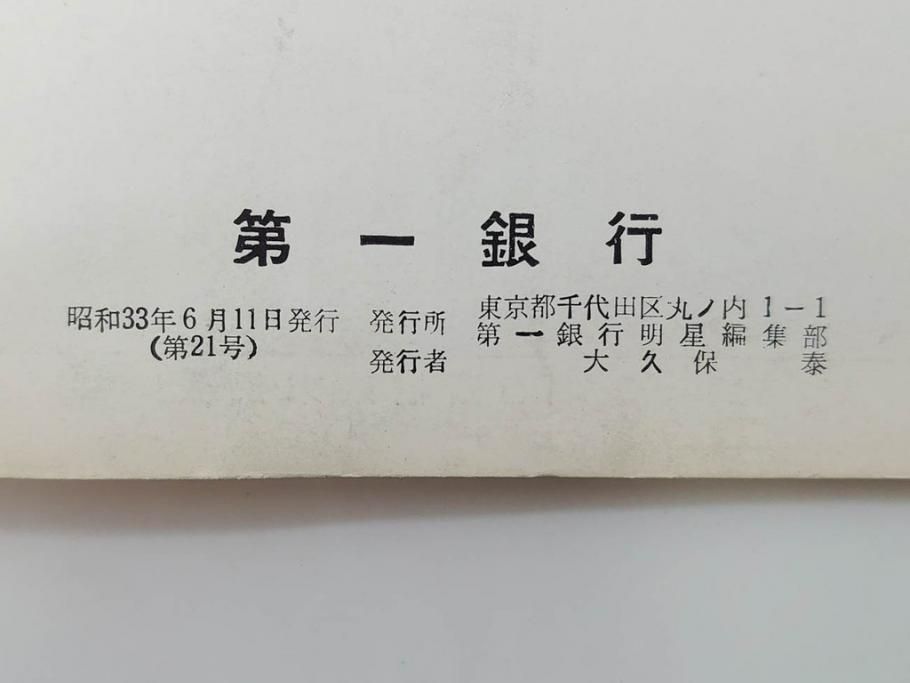 第一銀行
昭和33年6月11日発行
(第21号)
発行所 東京都千代田区丸ノ内1-1
第一銀行明星編集部
発行者 大久保泰